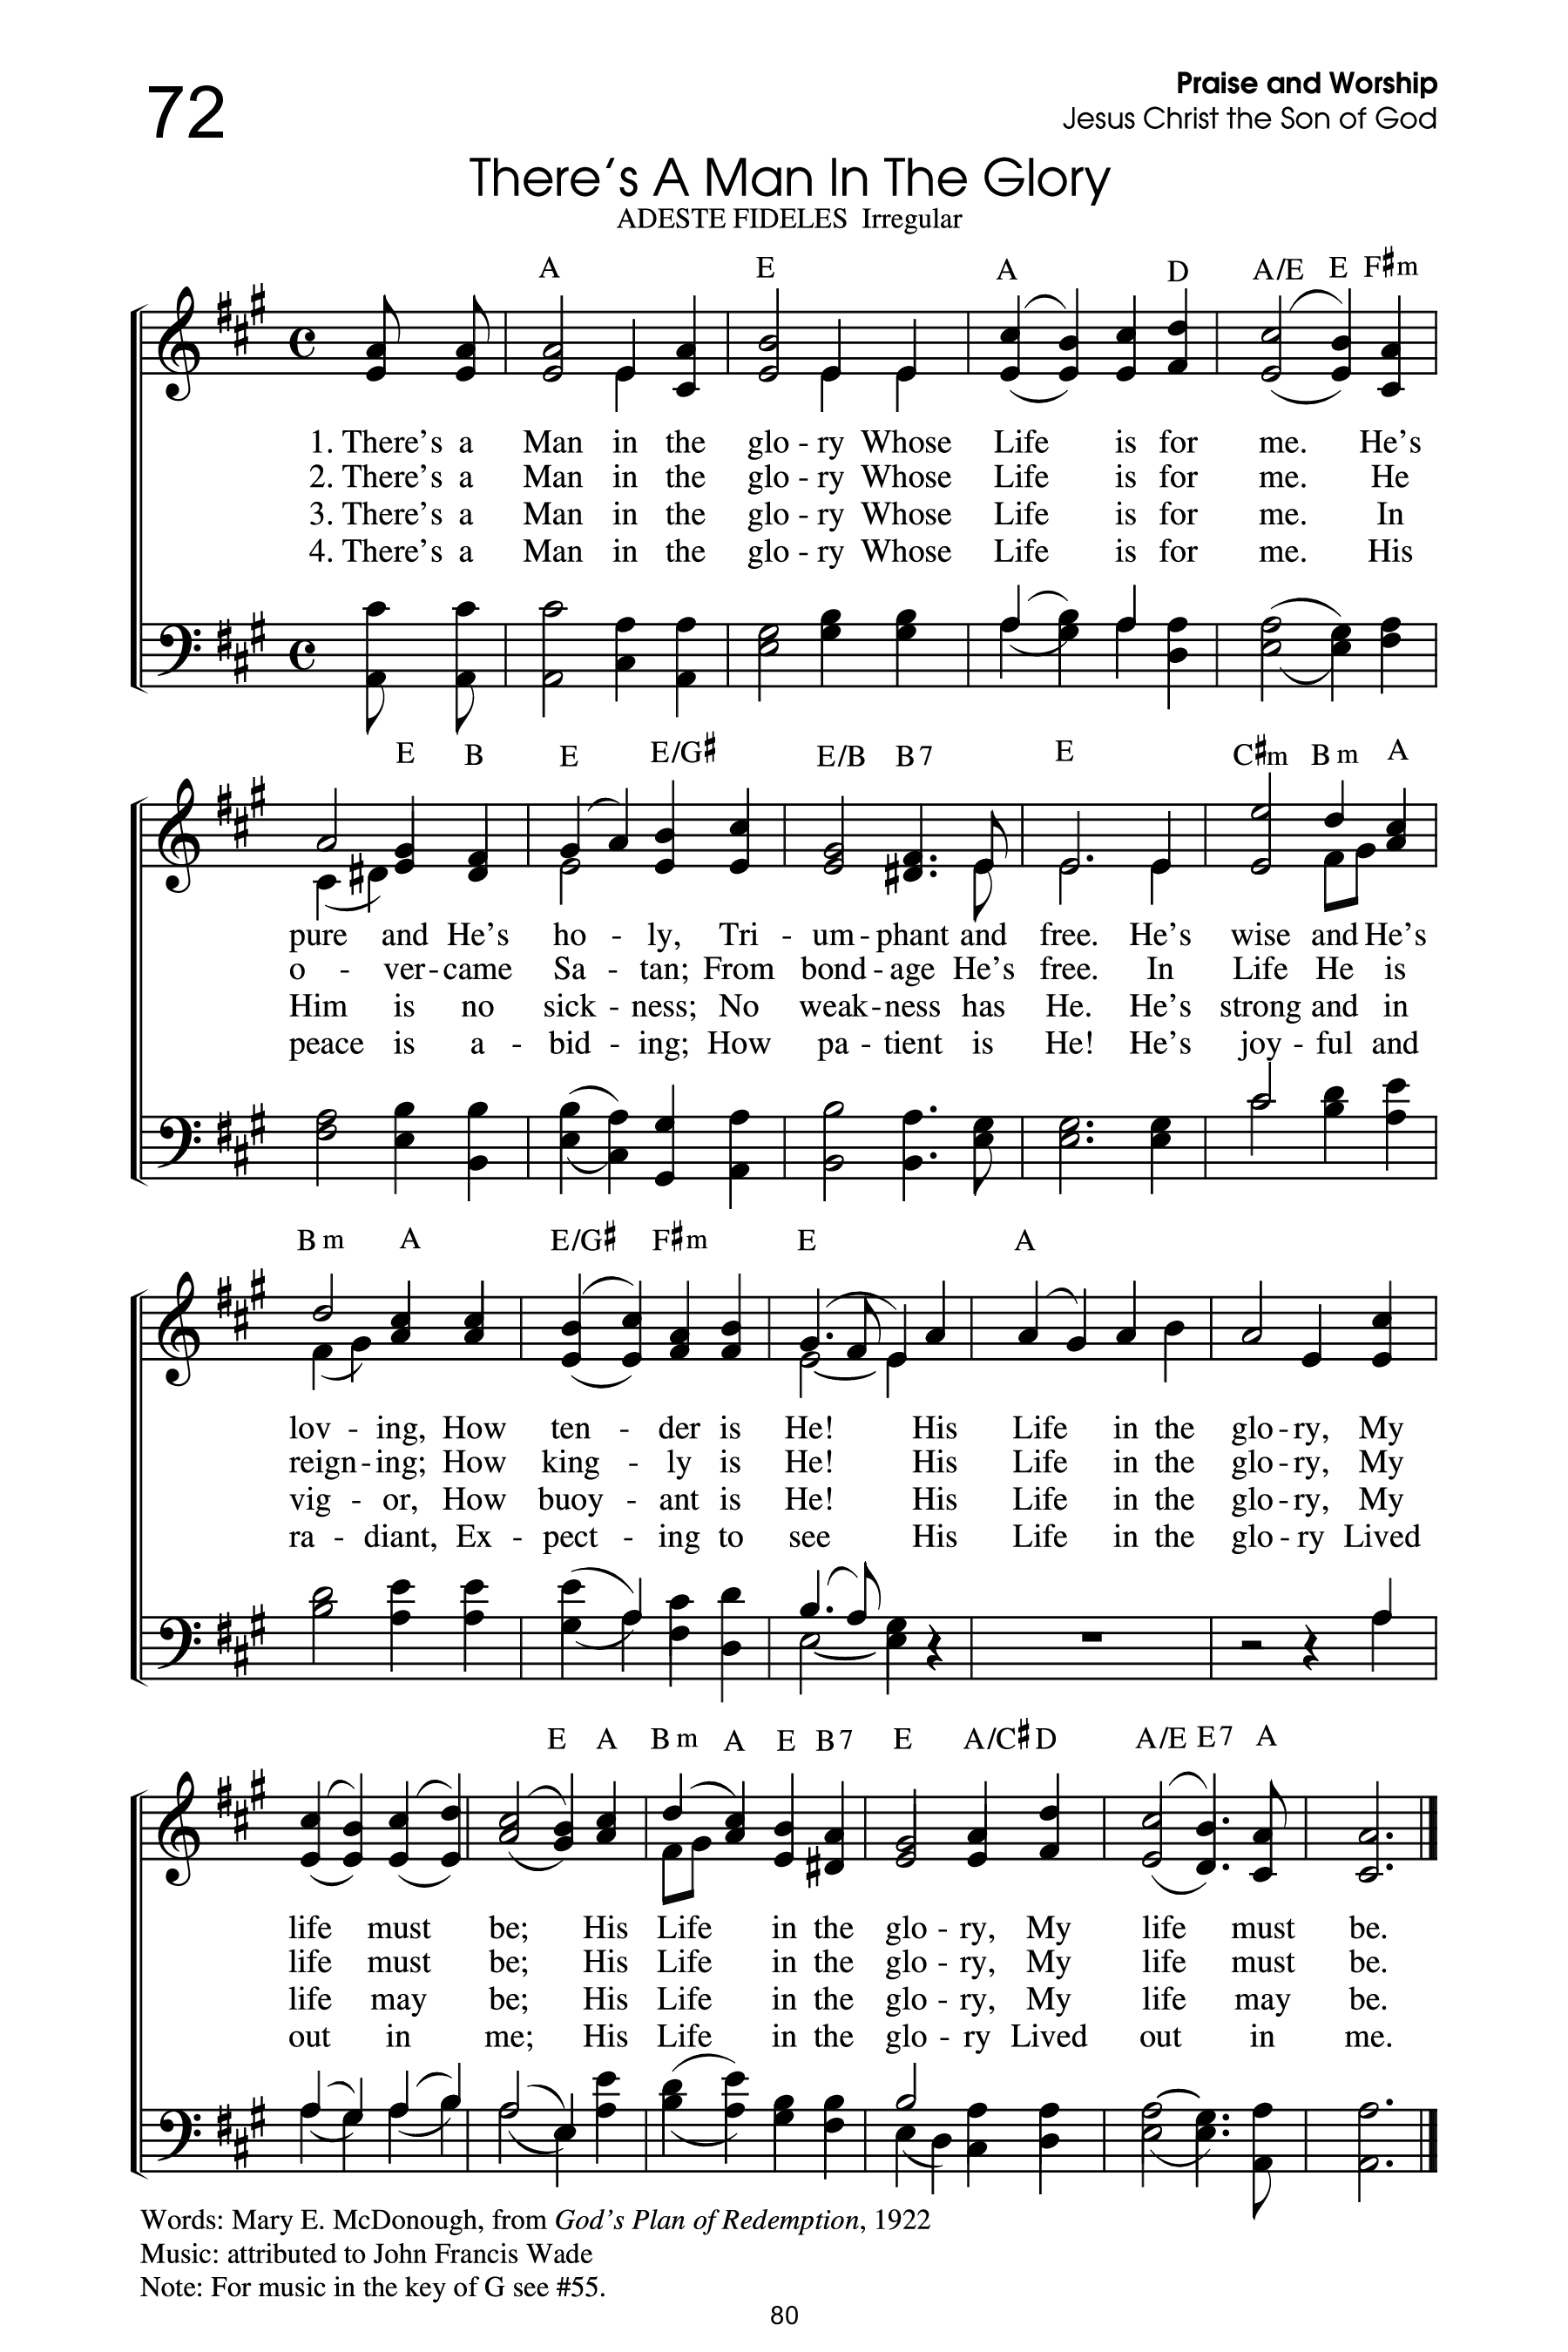 72
Praise and Worship
Jesus Christ the Son of God
There's A Man In The Glory
ADESTE FIDELES Irregular
A E A D A/E E F♯m
1. There's a Man in the glo - ry Whose Life is for me. He's
2. There's a Man in the glo - ry Whose Life is for me. He
3. There's a Man in the glo - ry Whose Life is for me. In
4. There's a Man in the glo - ry Whose Life is for me. His
E B E E/G♯ E/B B7 E C♯m Bm A
pure and He's ho - ly, Tri - um - phant and free. He's wise and He's
o - ver - came Sa - tan; From bond - age He's free. In Life He is
Him is no sick - ness; No weak - ness has He. He's strong and in
peace is a - bid - ing; How pa - tient is He! He's joy - ful and
Bm A E/G♯ F♯m E A
lov - ing, How ten - der is He! His Life in the glo - ry, My
reign - ing; How king - ly is He! His Life in the glo - ry, My
vig - or, How buoy - ant is He! His Life in the glo - ry, My
ra - diant, Ex - pect - ing to see His Life in the glo - ry Lived
E A Bm A E B7 E A/C♯ D A/E E7 A
life must be; His Life in the glo - ry, My life must be.
life must be; His Life in the glo - ry, My life must be.
life may be; His Life in the glo - ry, My life may be.
out in me; His Life in the glo - ry Lived out in me.
Words: Mary E. McDonough, from God's Plan of Redemption, 1922
Music: attributed to John Francis Wade
Note: For music in the key of G see #55.
80